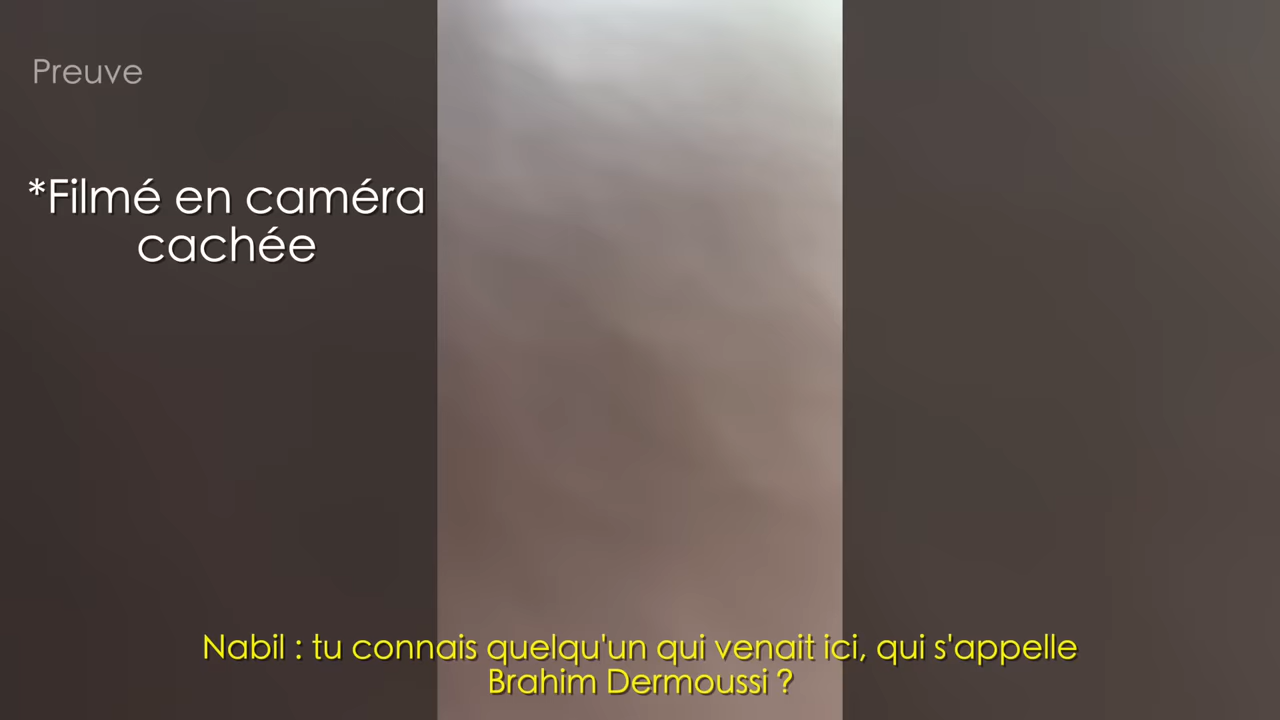 Preuve
*Filmé en caméra
cachée
Nabil : tu connais quelqu'un qui venait ici, qui s'appelle
Brahim Dermoussi ?